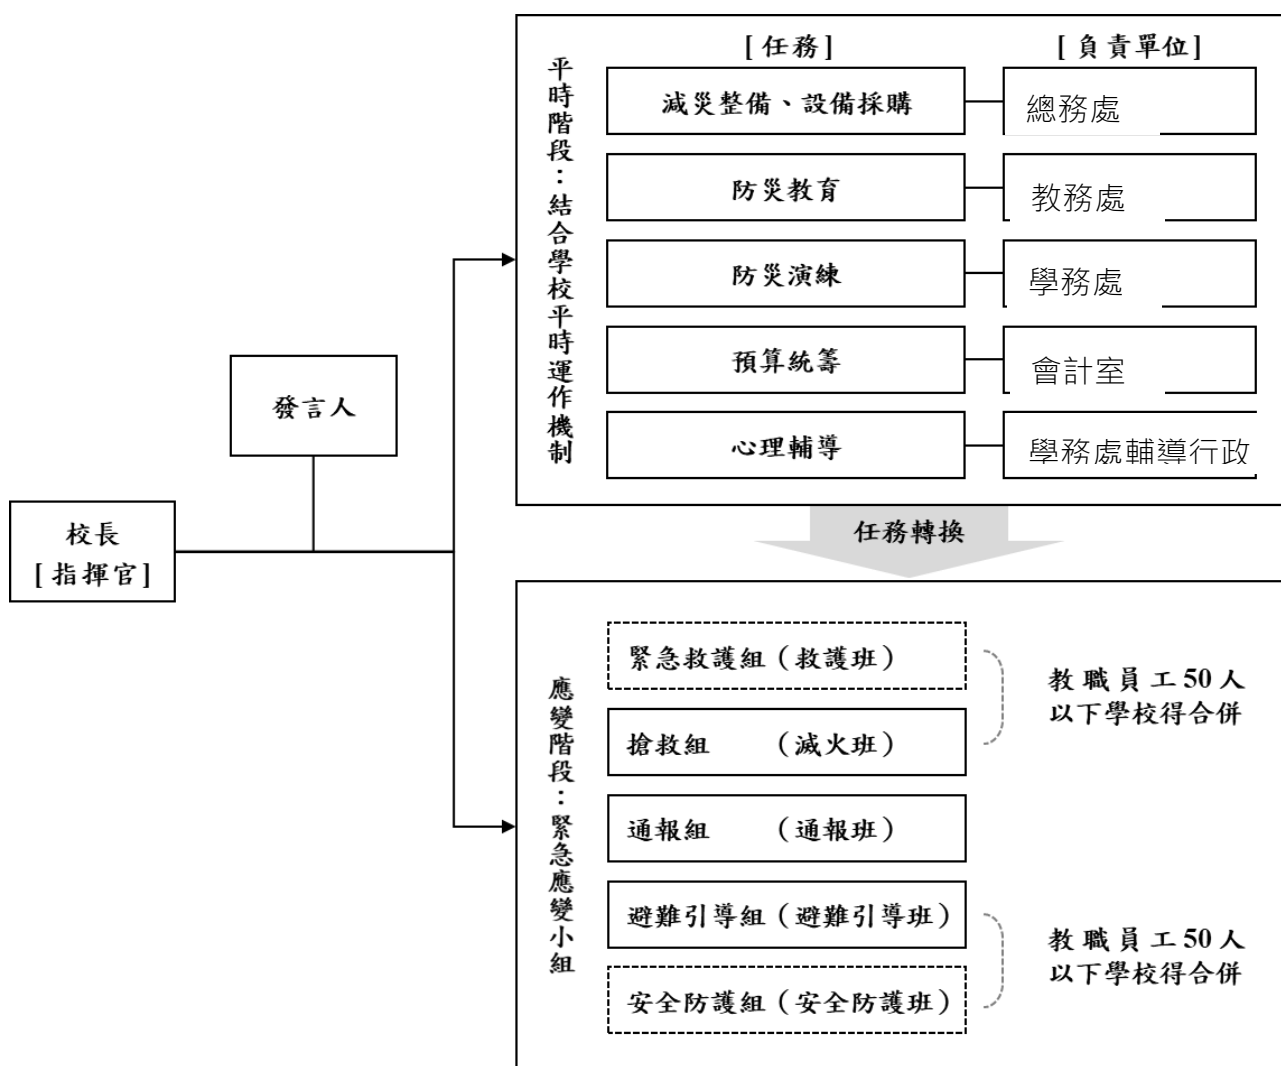 [任務]
[負責單位]
平時階段：結合學校平時運作機制
減災整備、設備採購
總務處
防災教育
教務處
防災演練
學務處
預算統籌
會計室
心理輔導
學務處輔導行政
發言人
校長
[指揮官]
任務轉換
應變階段：緊急應變小組
緊急救護組（救護班）
搶救組　　（滅火班）
教職員工50人
以下學校得合併
通報組　　（通報班）
避難引導組（避難引導班）
安全防護組（安全防護班）
教職員工50人
以下學校得合併